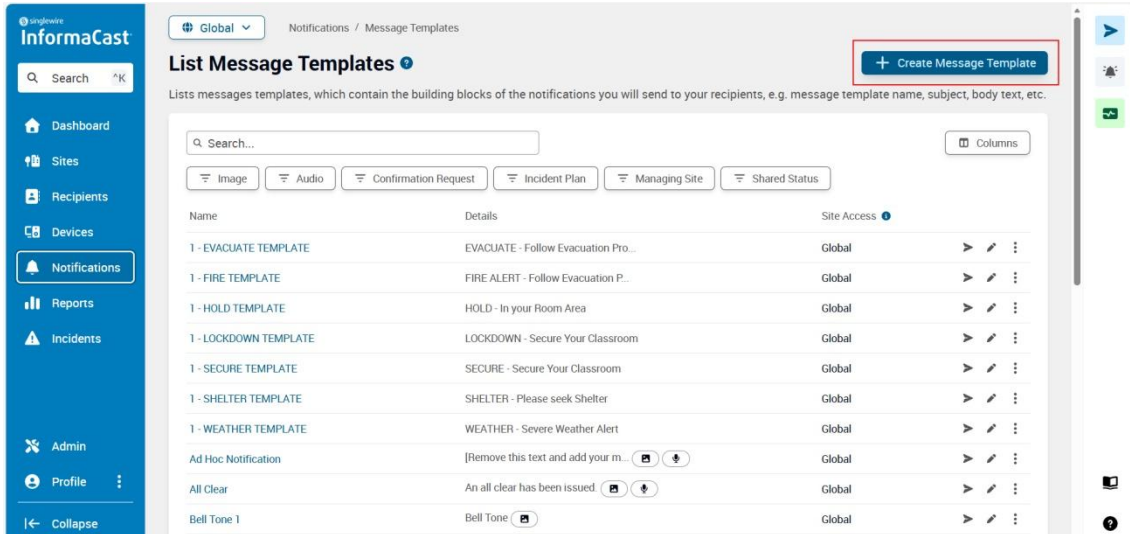 singlewire
InformaCast
Search ^K
Dashboard
Sites
Recipients
Devices
Notifications
Reports
Incidents
Admin
Profile
Collapse
Global
Notifications / Message Templates
List Message Templates
Create Message Template
Lists messages templates, which contain the building blocks of the notifications you will send to your recipients, e.g. message template name, subject, body text, etc.
Search...
Columns
Image Audio Confirmation Request Incident Plan Managing Site Shared Status
Name Details Site Access
1 - EVACUATE TEMPLATE EVACUATE - Follow Evacuation Pro... Global
1 - FIRE TEMPLATE FIRE ALERT - Follow Evacuation P... Global
1 - HOLD TEMPLATE HOLD - In your Room Area Global
1 - LOCKDOWN TEMPLATE LOCKDOWN - Secure Your Classroom Global
1 - SECURE TEMPLATE SECURE - Secure Your Classroom Global
1 - SHELTER TEMPLATE SHELTER - Please seek Shelter Global
1 - WEATHER TEMPLATE WEATHER - Severe Weather Alert Global
Ad Hoc Notification [Remove this text and add your m... Global
All Clear An all clear has been issued. Global
Bell Tone 1 Bell Tone Global